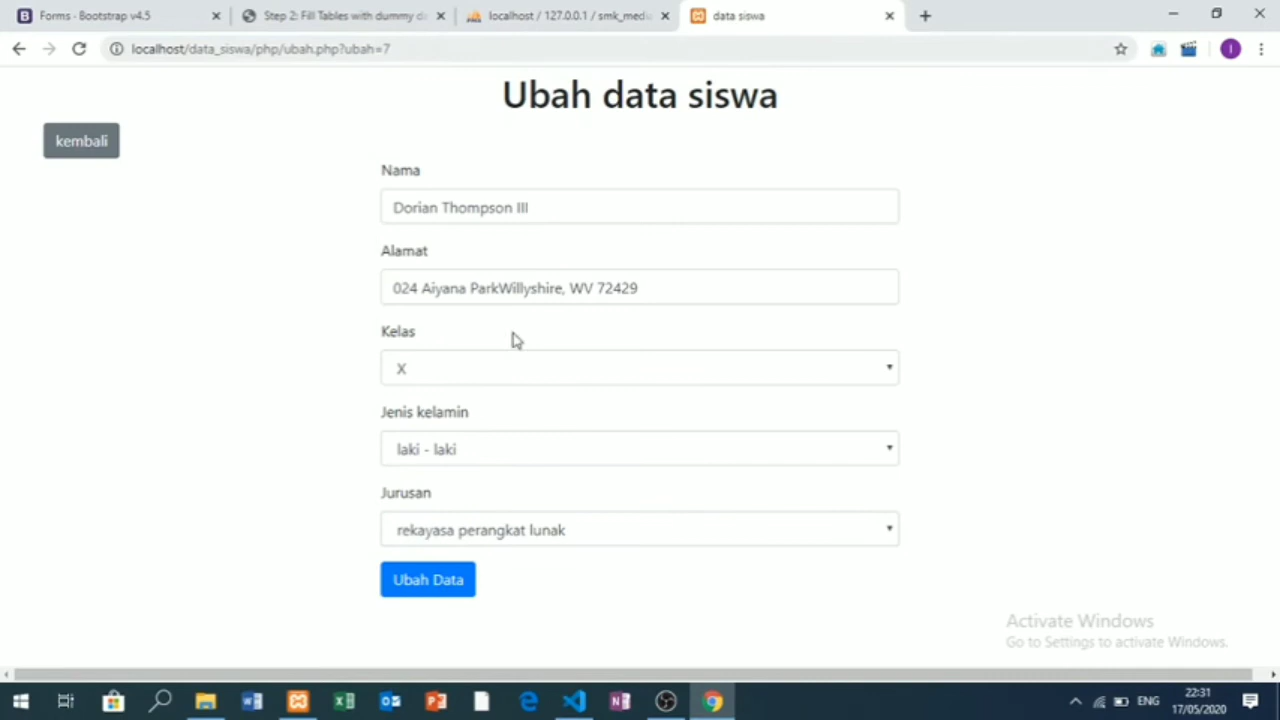 Forms · Bootstrap v4.5
Step 2: Fill Tables with dummy d
localhost / 127.0.0.1 / smk_medi
data siswa
localhost/data_siswa/php/ubah.php?ubah=7
I
Ubah data siswa
kembali
Nama
Dorian Thompson III
Alamat
024 Aiyana ParkWillyshire, WV 72429
Kelas
X
Jenis kelamin
laki - laki
Jurusan
rekayasa perangkat lunak
Ubah Data
Activate Windows
Go to Settings to activate Windows.
ENG
22:31
17/05/2020